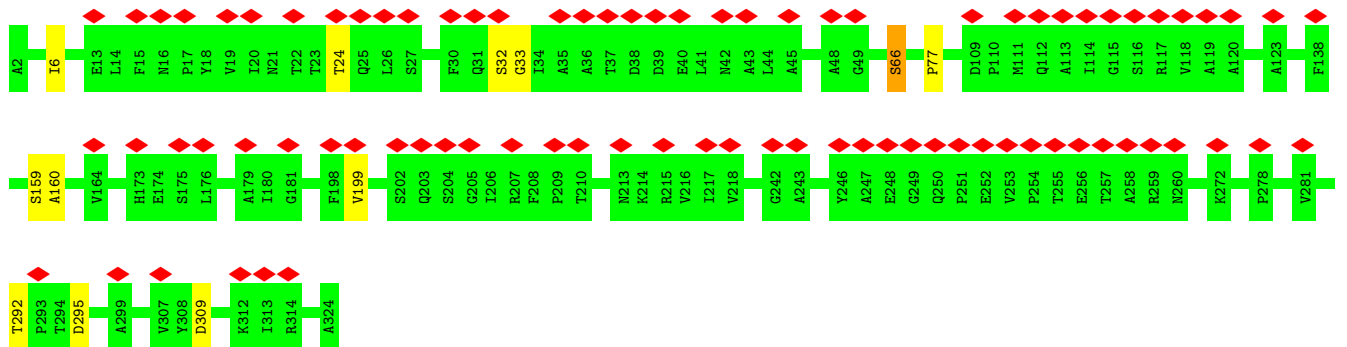 A2 I6 E13 L14 F15 N16 P17 Y18 V19 I20 N21 T22 T23 T24 Q25 L26 S27 F30 Q31 S32 G33 I34 A35 A36 T37 D38 D39 E40 L41 N42 A43 L44 A45 A48 G49 S66 P77 D109 P110 M111 Q112 A113 I114 G115 S116 R117 V118 A119 A120 A123 F138
S159 A160 V164 H173 E174 S175 L176 A179 I180 G181 F198 V199 S202 Q203 S204 G205 I206 R207 F208 P209 T210 N213 K214 R215 V216 I217 V218 G242 A243 Y246 A247 E248 G249 Q250 P251 E252 V253 P254 T255 E256 T257 A258 R259 N260 K272 P278 V281
T292 P293 T294 D295 A299 V307 Y308 D309 K312 I313 R314 A324